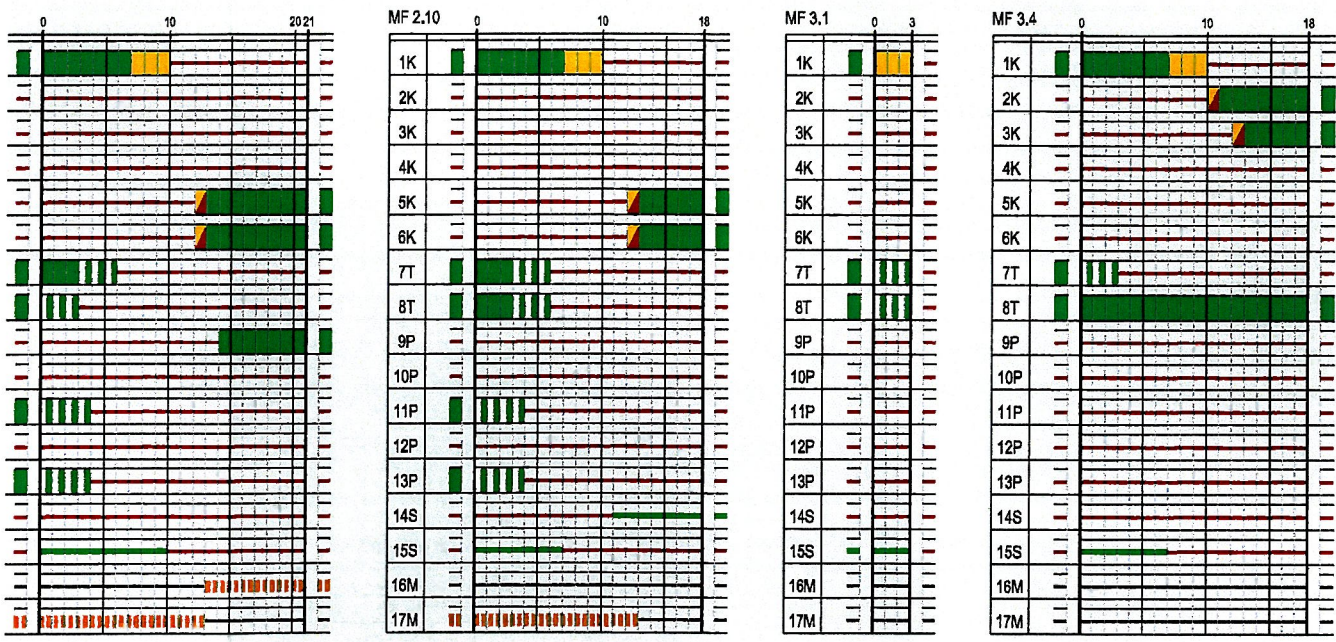 0 10 20 21
MF 2.10 0 10 18
1K
2K
3K
4K
5K
6K
7T
8T
9P
10P
11P
12P
13P
14S
15S
16M
17M
MF 3.1 0 3
1K
2K
3K
4K
5K
6K
7T
8T
9P
10P
11P
12P
13P
14S
15S
16M
17M
MF 3.4 0 10 18
1K
2K
3K
4K
5K
6K
7T
8T
9P
10P
11P
12P
13P
14S
15S
16M
17M